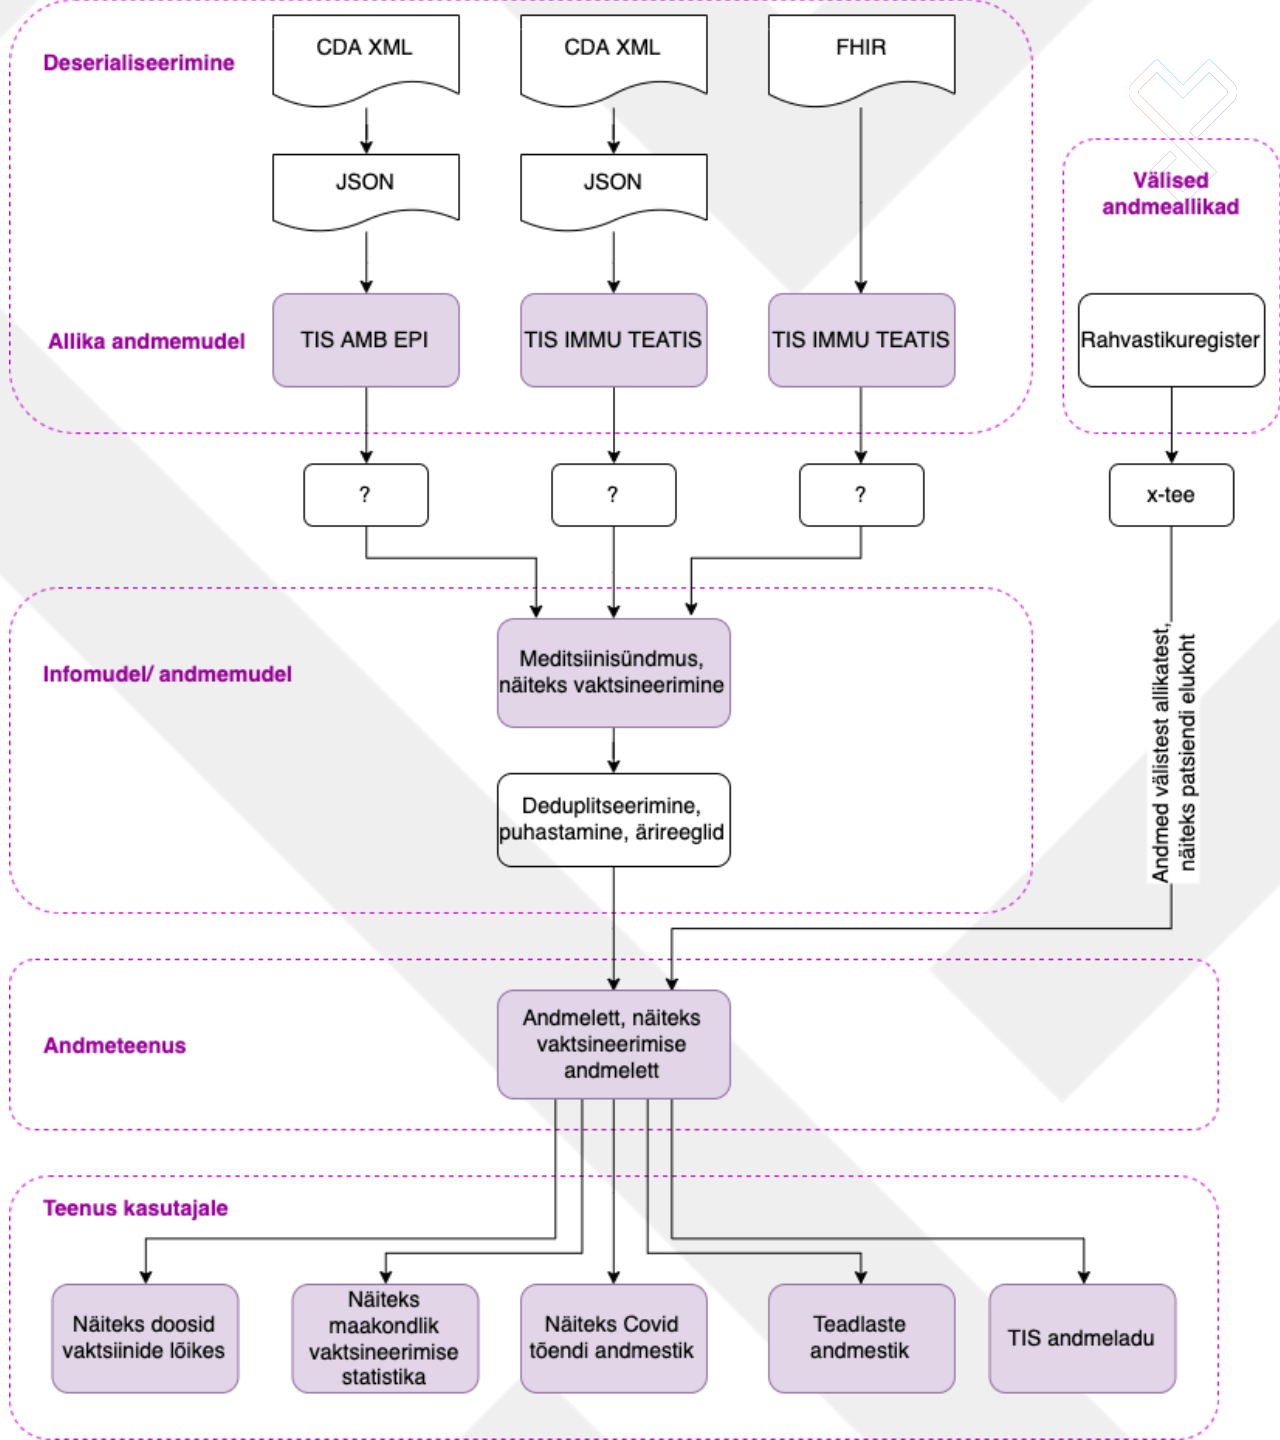 Deserialiseerimine
CDA XML
CDA XML
FHIR
JSON
JSON
Välised
andmeallikad
Allika andmemudel
TIS AMB EPI
TIS IMMU TEATIS
TIS IMMU TEATIS
Rahvastikuregister
?
?
?
x-tee
Infomudel/ andmemudel
Meditsiinisündmus,
näiteks vaktsineerimine
Andmed välistest allikatest,
näiteks patsiendi elukoht
Deduplitseerimine,
puhastamine, ärireeglid
Andmeteenus
Andmelett, näiteks
vaktsineerimise
andmelett
Teenus kasutajale
Näiteks doosid
vaktsiinide lõikes
Näiteks
maakondlik
vaktsineerimise
statistika
Näiteks Covid
tõendi andmestik
Teadlaste
andmestik
TIS andmeladu